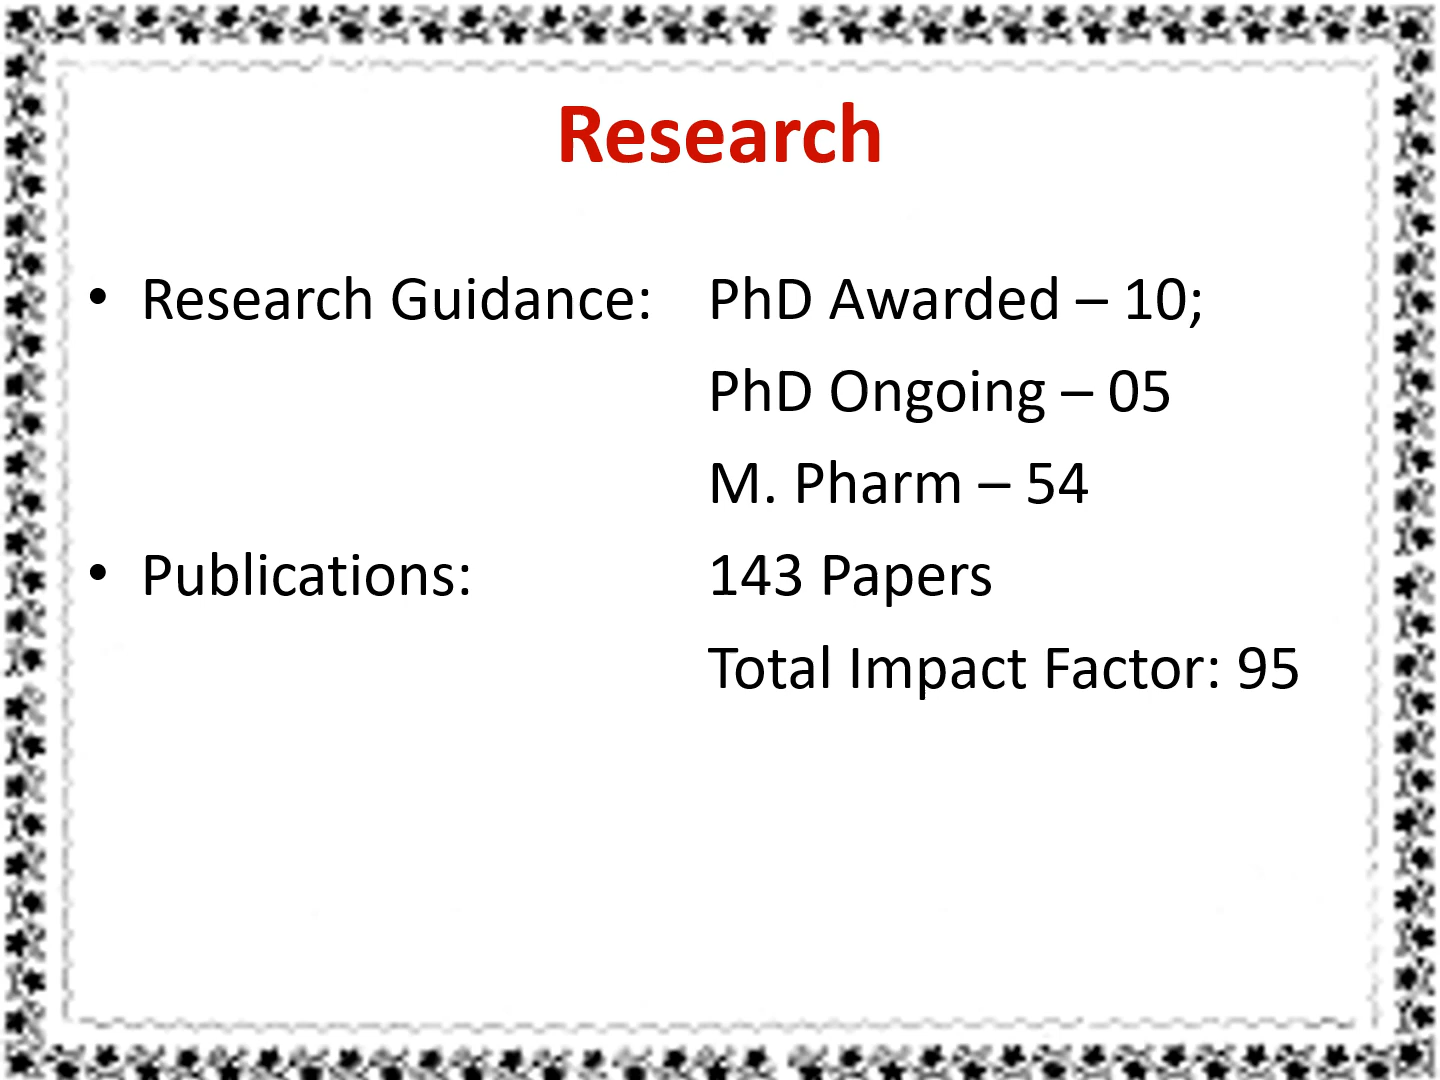 Research
• Research Guidance: PhD Awarded – 10;
PhD Ongoing – 05
M. Pharm – 54
• Publications: 143 Papers
Total Impact Factor: 95